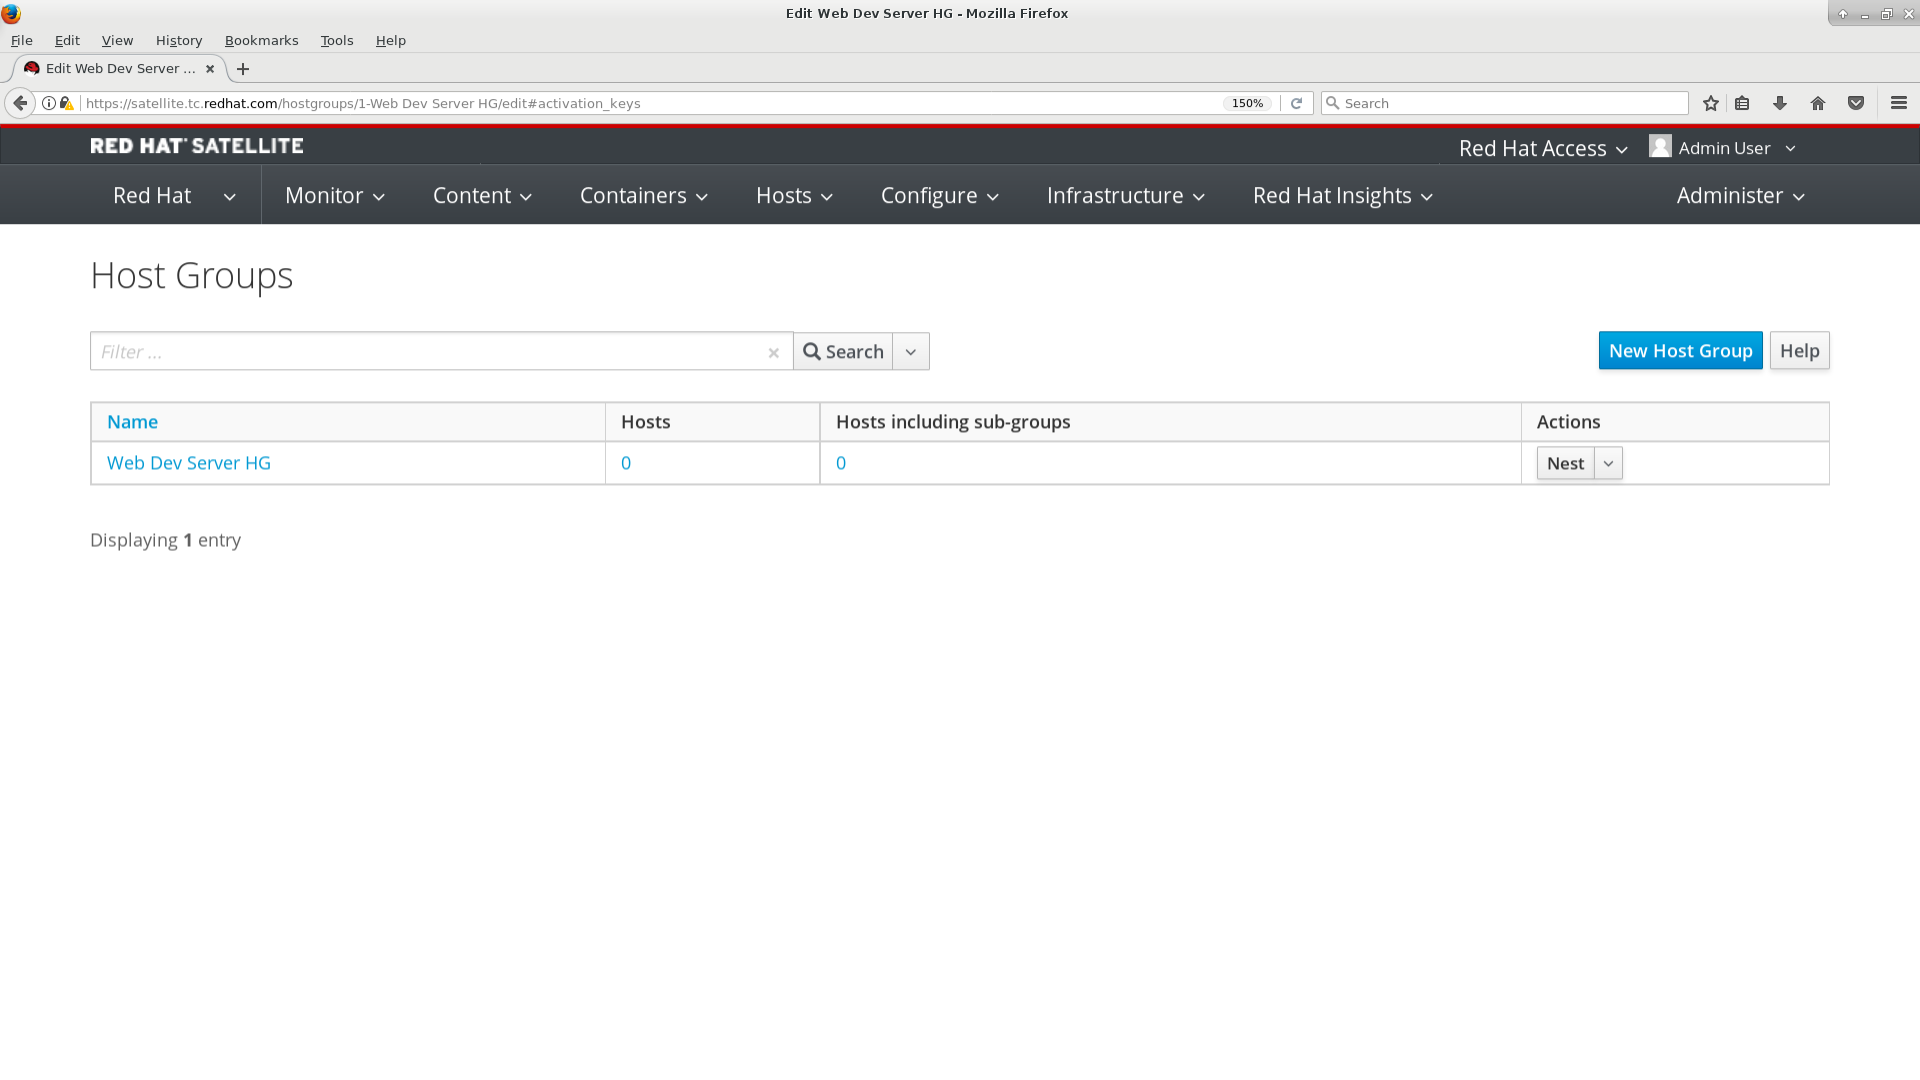 Edit Web Dev Server HG - Mozilla Firefox
File Edit View History Bookmarks Tools Help
Edit Web Dev Server ...
https://satellite.tc.redhat.com/hostgroups/1-Web Dev Server HG/edit#activation_keys 150% Search
RED HAT SATELLITE Red Hat Access Admin User
Red Hat Monitor Content Containers Hosts Configure Infrastructure Red Hat Insights Administer
Host Groups
Filter ... Search New Host Group Help
Name Hosts Hosts including sub-groups Actions
Web Dev Server HG 0 0 Nest
Displaying 1 entry